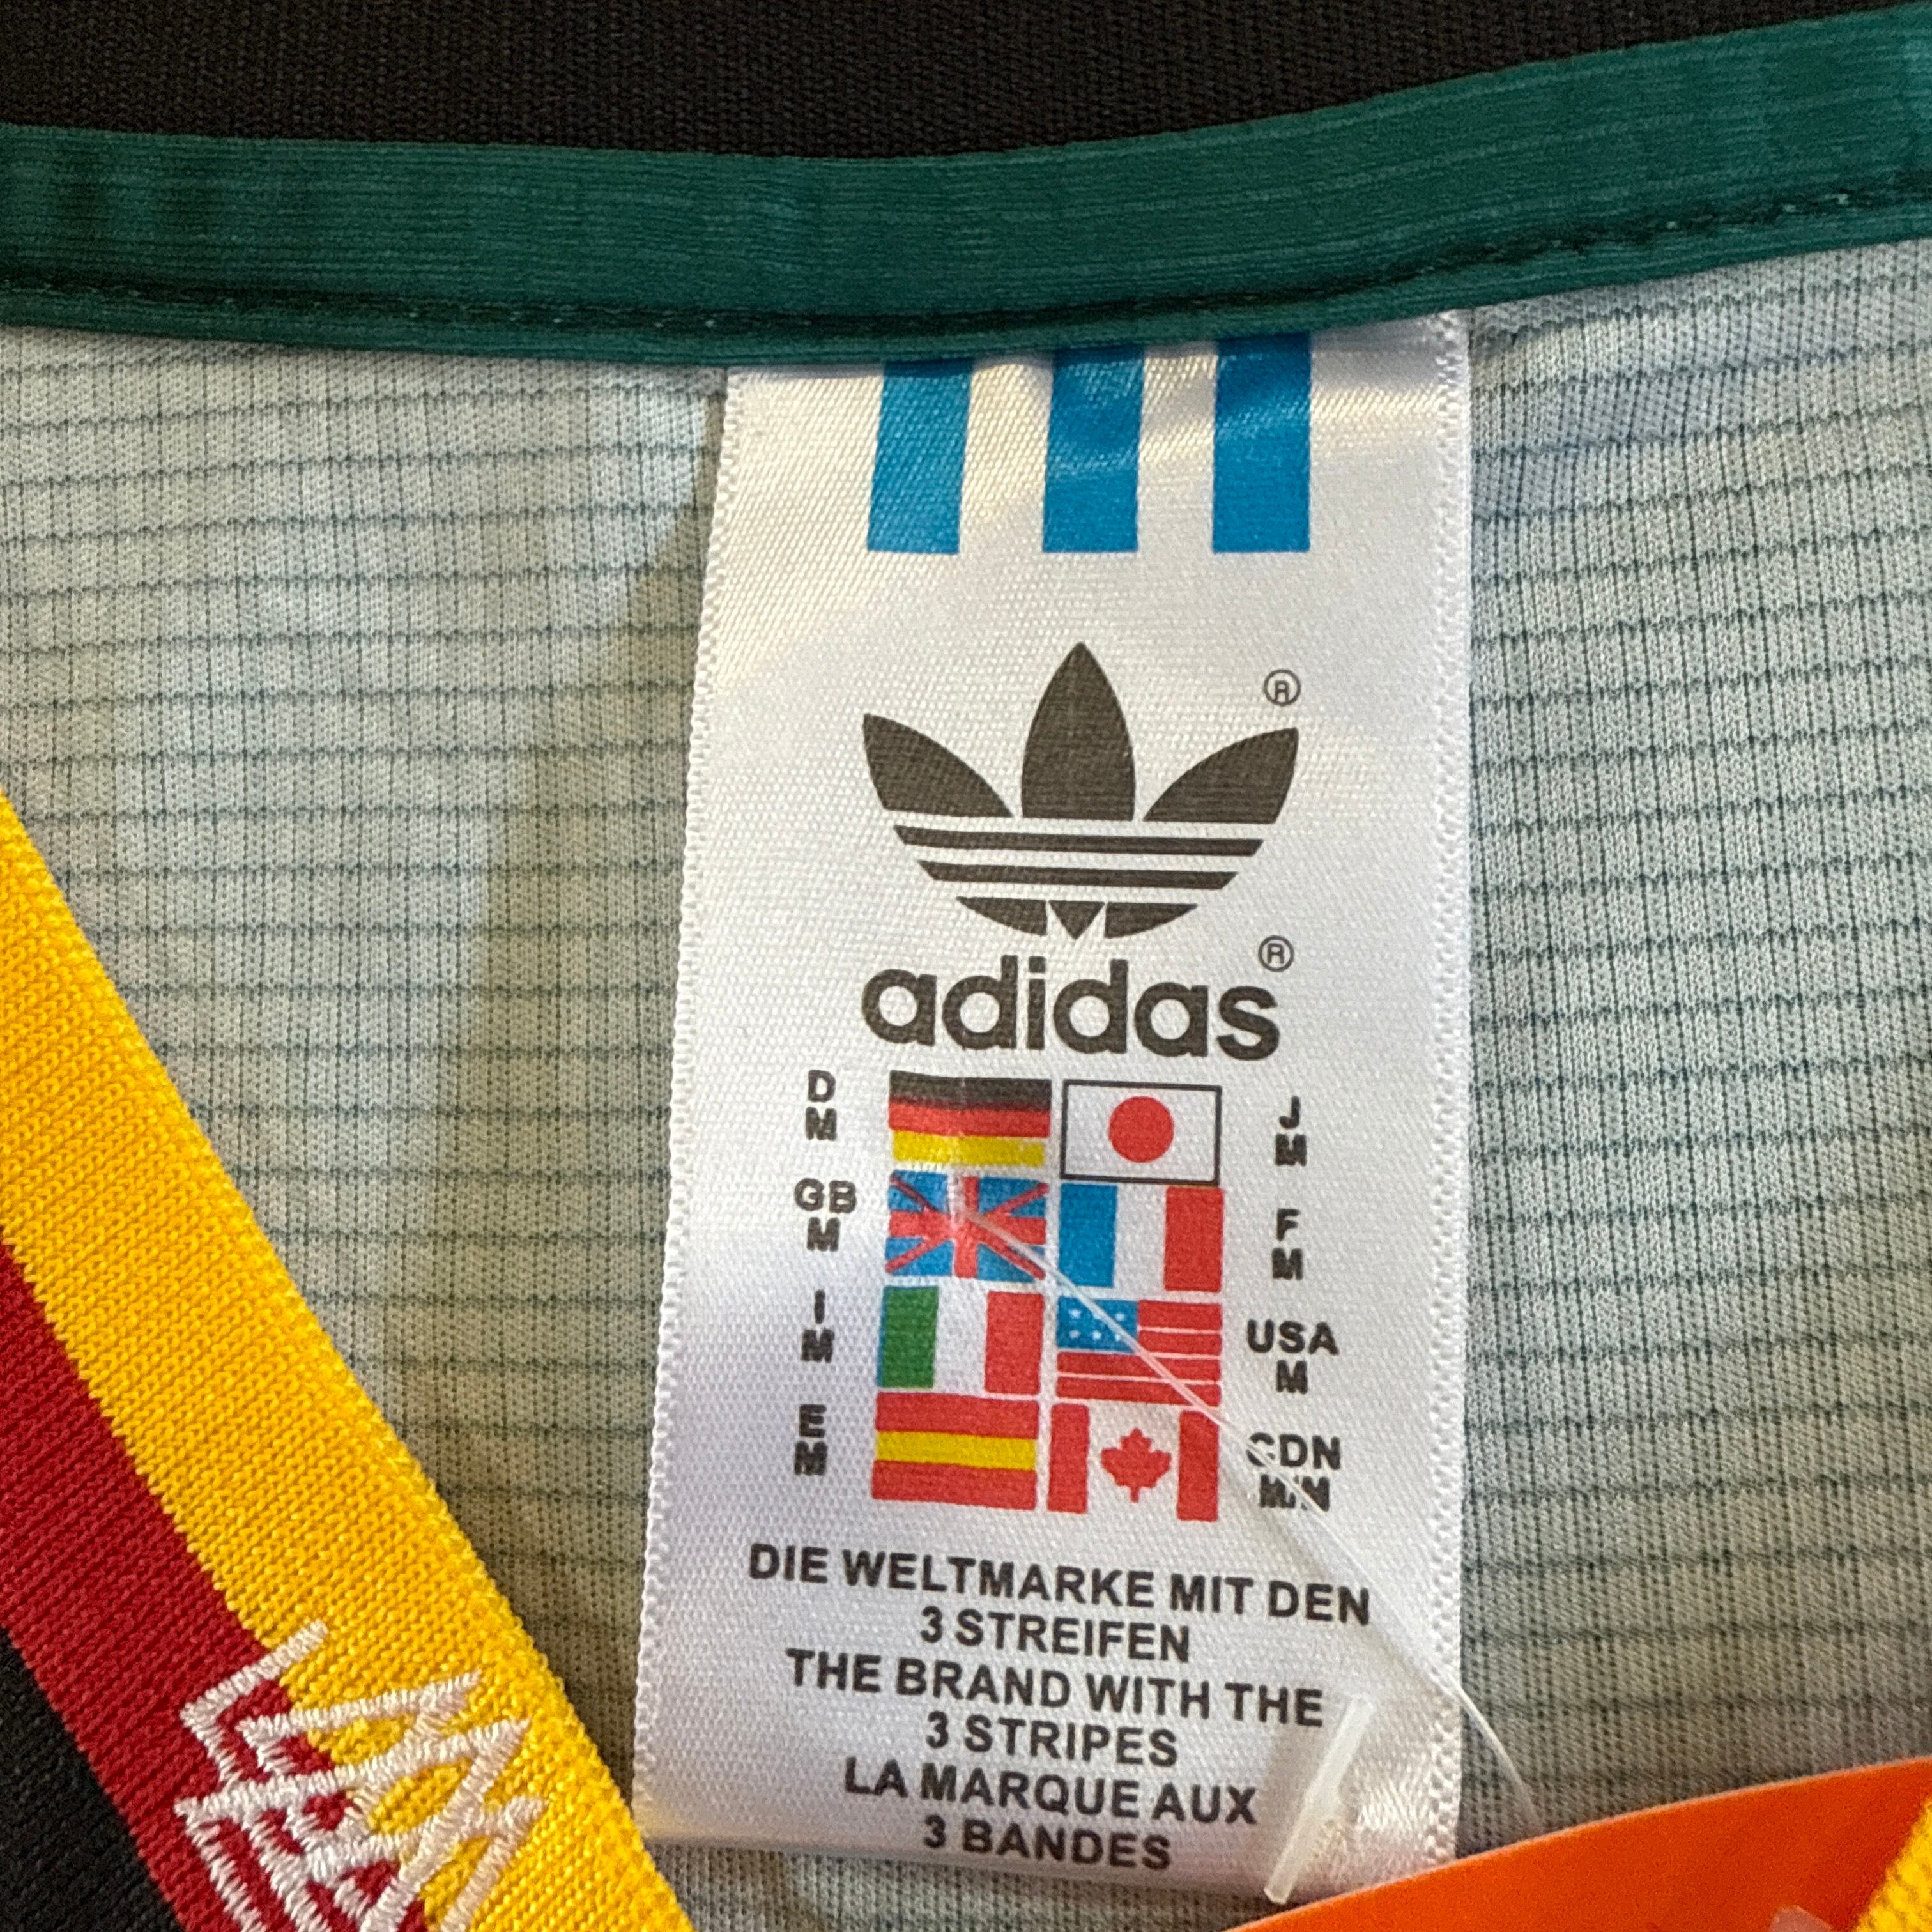 ®
adidas®
D
M
J
M
GB
M
F
M
I
M
USA
M
E
M
CDN
M/M
DIE WELTMARKE MIT DEN
3 STREIFEN
THE BRAND WITH THE
3 STRIPES
LA MARQUE AUX
3 BANDES